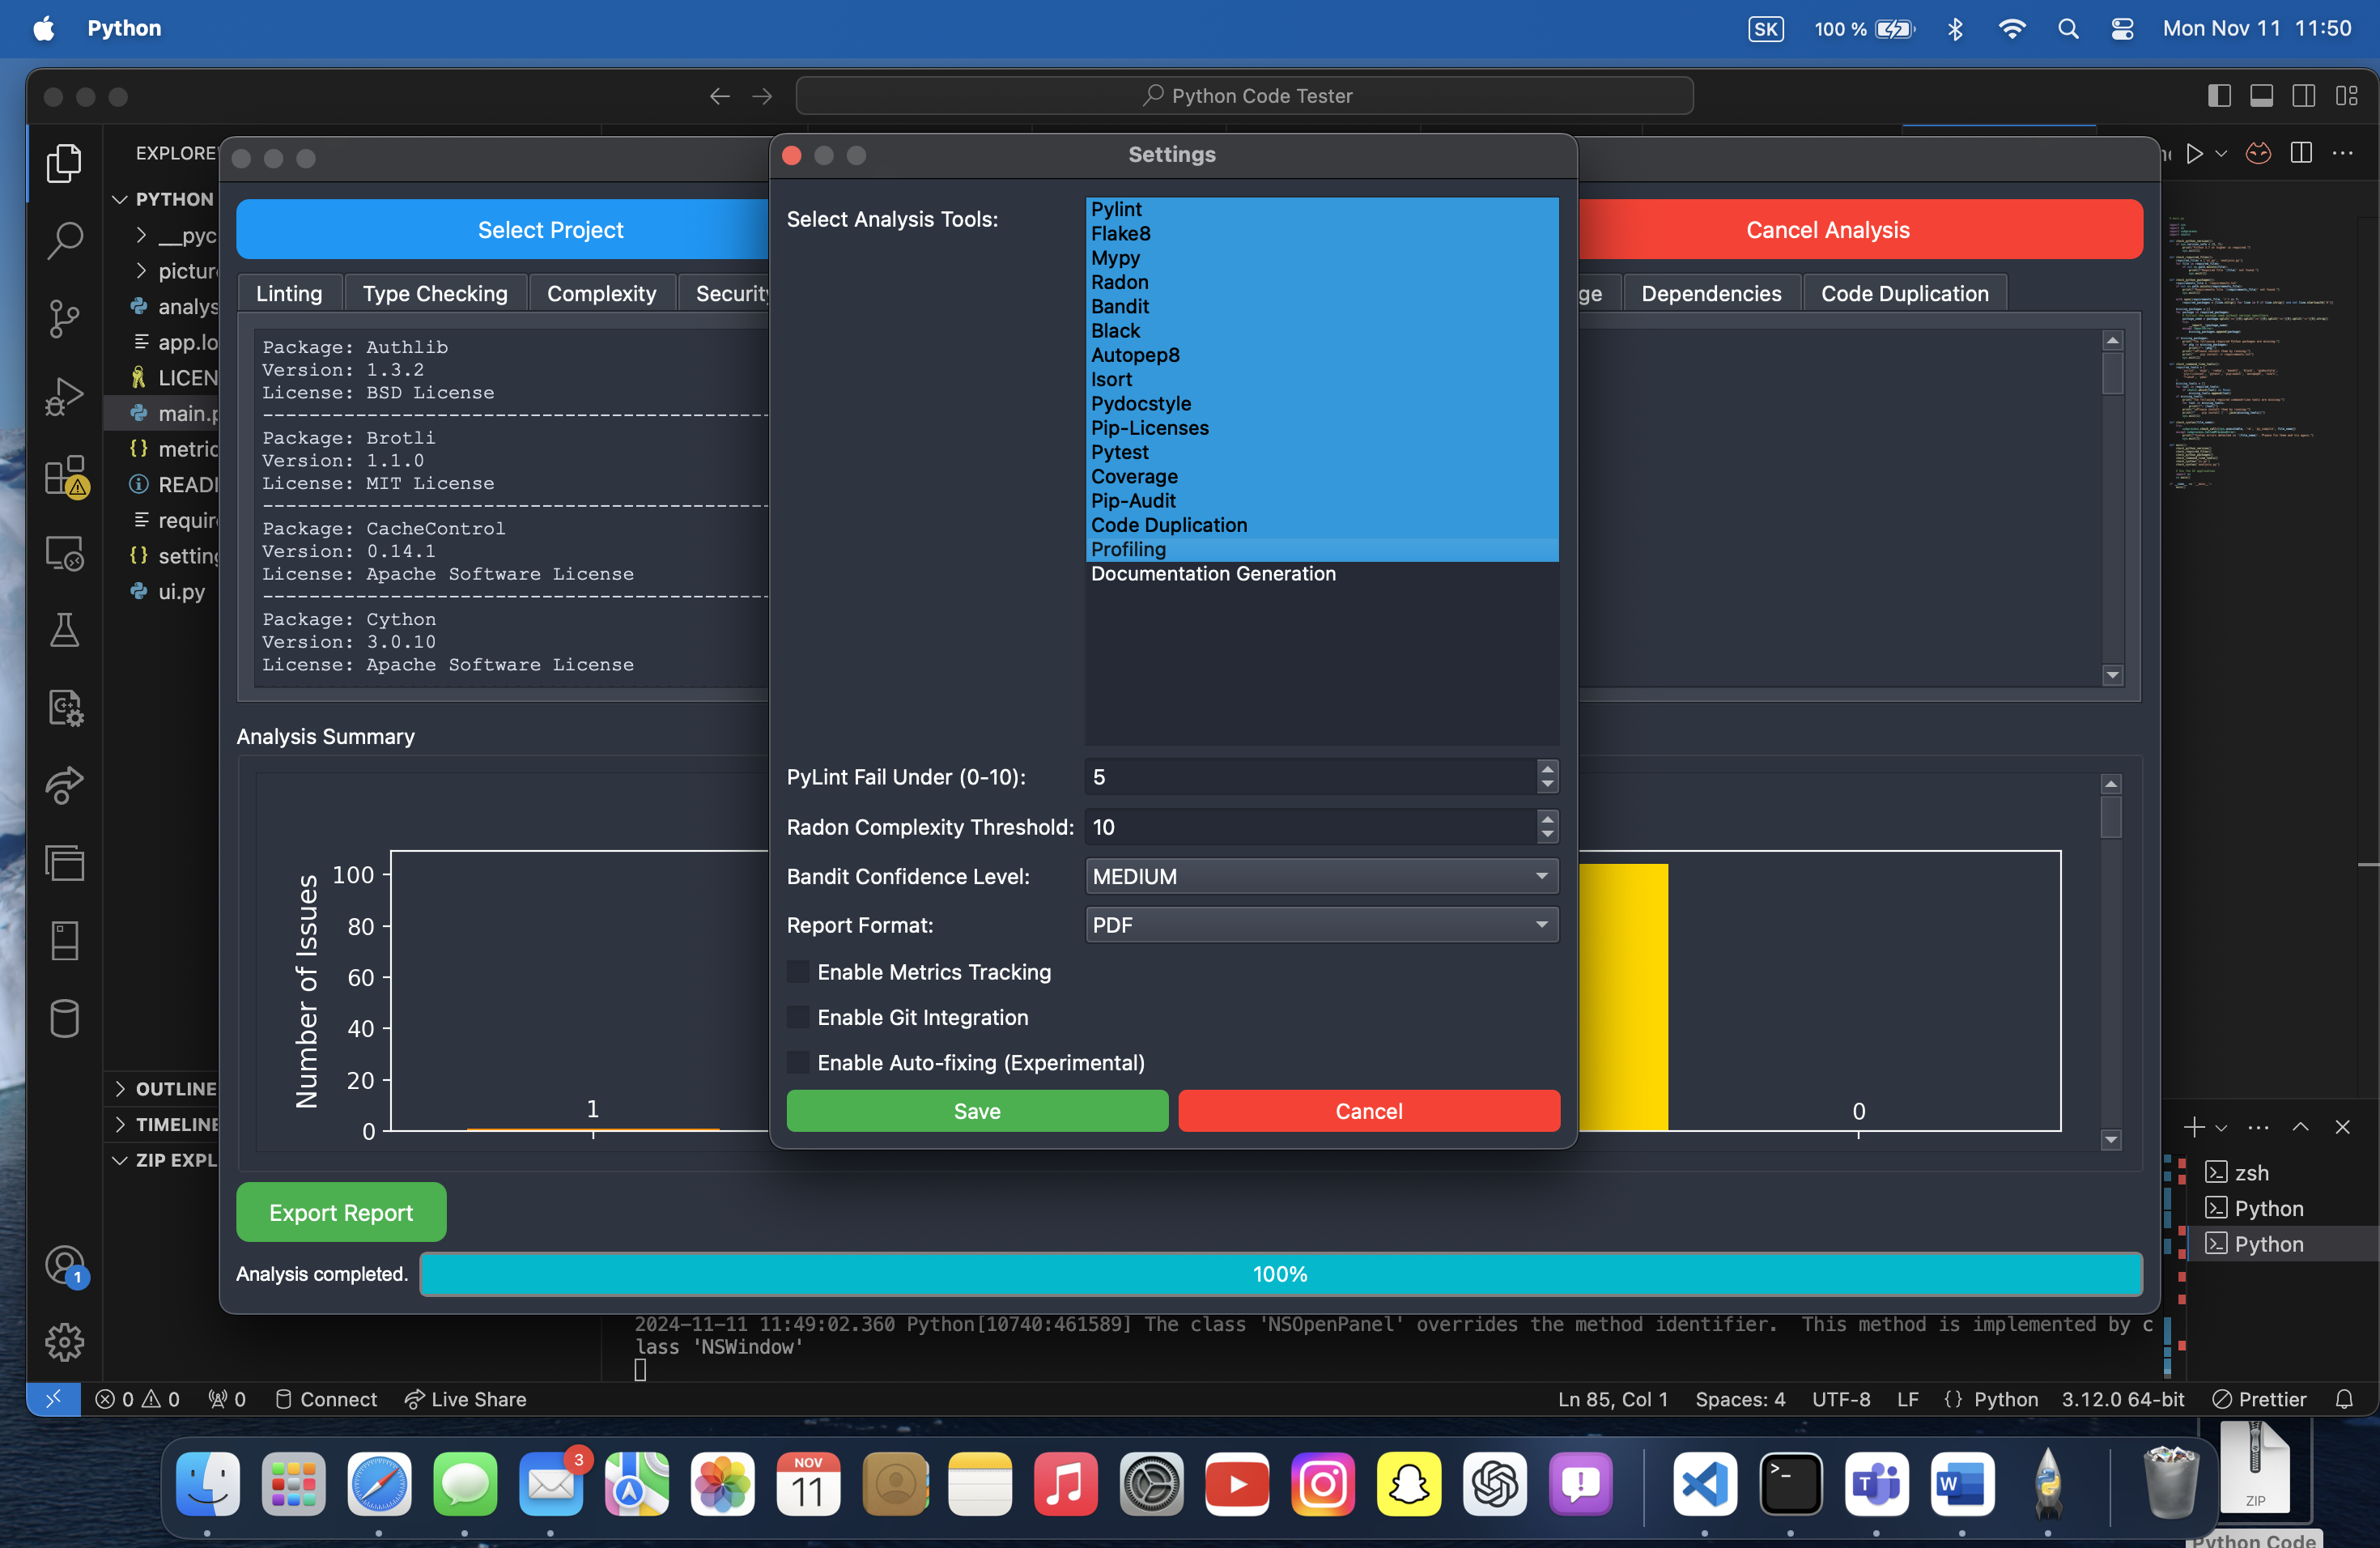 Python
SK
100 %
Mon Nov 11 11:50
Python Code Tester
EXPLORE
Settings
PYTHON
__pyc
pictur
analys
app.lo
LICEN
main.p
metric
READ
requir
setting
ui.py
Select Project
Cancel Analysis
Linting
Type Checking
Complexity
Security
ge
Dependencies
Code Duplication
Package: Authlib
Version: 1.3.2
License: BSD License
Package: Brotli
Version: 1.1.0
License: MIT License
Package: CacheControl
Version: 0.14.1
License: Apache Software License
Package: Cython
Version: 3.0.10
License: Apache Software License
Select Analysis Tools:
Pylint
Flake8
Mypy
Radon
Bandit
Black
Autopep8
Isort
Pydocstyle
Pip-Licenses
Pytest
Coverage
Pip-Audit
Code Duplication
Profiling
Documentation Generation
PyLint Fail Under (0-10): 5
Radon Complexity Threshold: 10
Bandit Confidence Level: MEDIUM
Report Format: PDF
Enable Metrics Tracking
Enable Git Integration
Enable Auto-fixing (Experimental)
Save
Cancel
Analysis Summary
Number of Issues
100
80
60
40
20
0
1
0
Export Report
Analysis completed.
100%
OUTLINE
TIMELINE
ZIP EXPL
zsh
Python
Python
1
2024-11-11 11:49:02.360 Python[10740:461589] The class 'NSOpenPanel' overrides the method identifier.  This method is implemented by c
lass 'NSWindow'
0 0
0
Connect
Live Share
Ln 85, Col 1
Spaces: 4
UTF-8
LF
{} Python
3.12.0 64-bit
Prettier
3
NOV
11
ZIP
Python Code